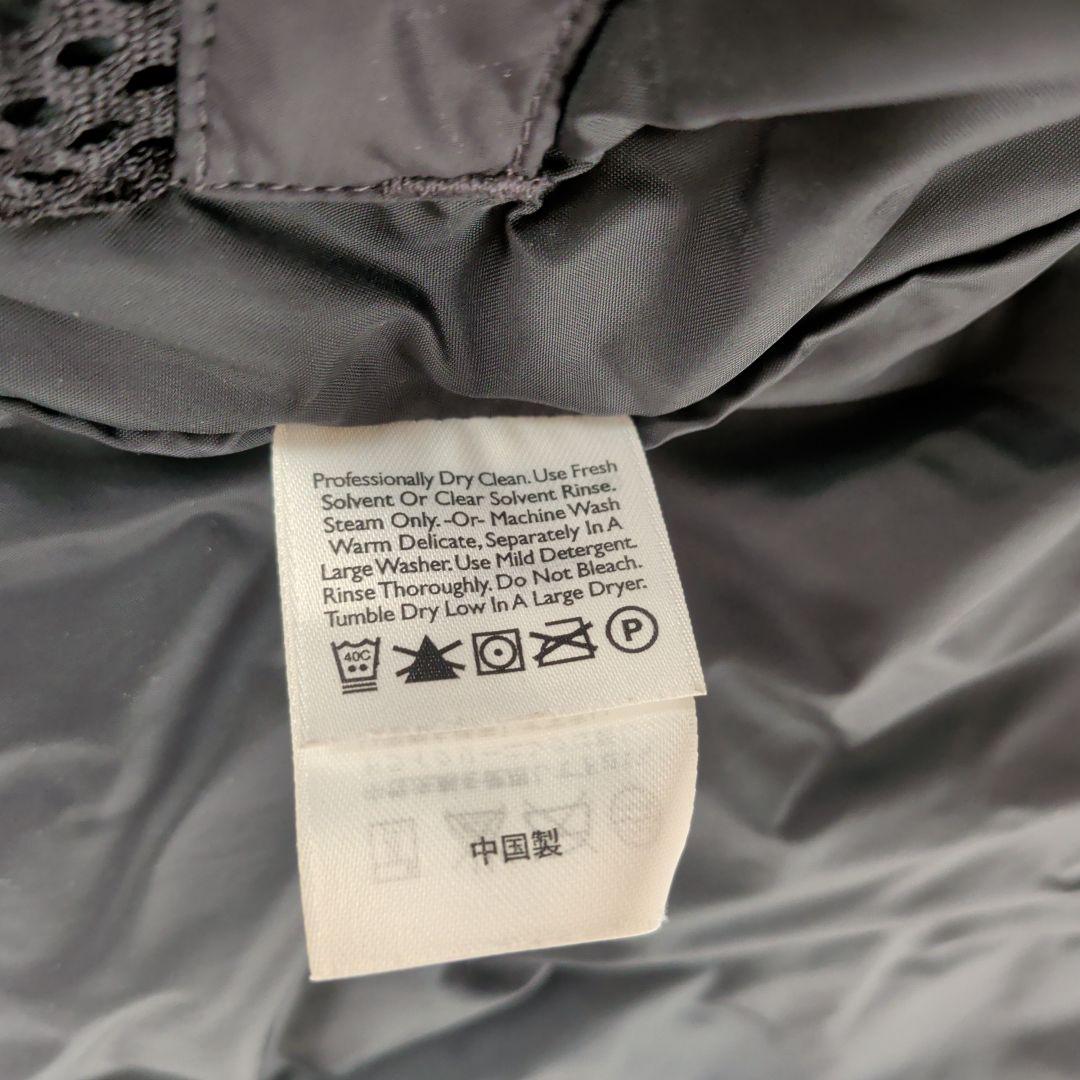 Professionally Dry Clean. Use Fresh
Solvent Or Clear Solvent Rinse.
Steam Only. -Or- Machine Wash
Warm Delicate, Separately In A
Large Washer. Use Mild Detergent.
Rinse Thoroughly. Do Not Bleach.
Tumble Dry Low In A Large Dryer.
40C P
中国製